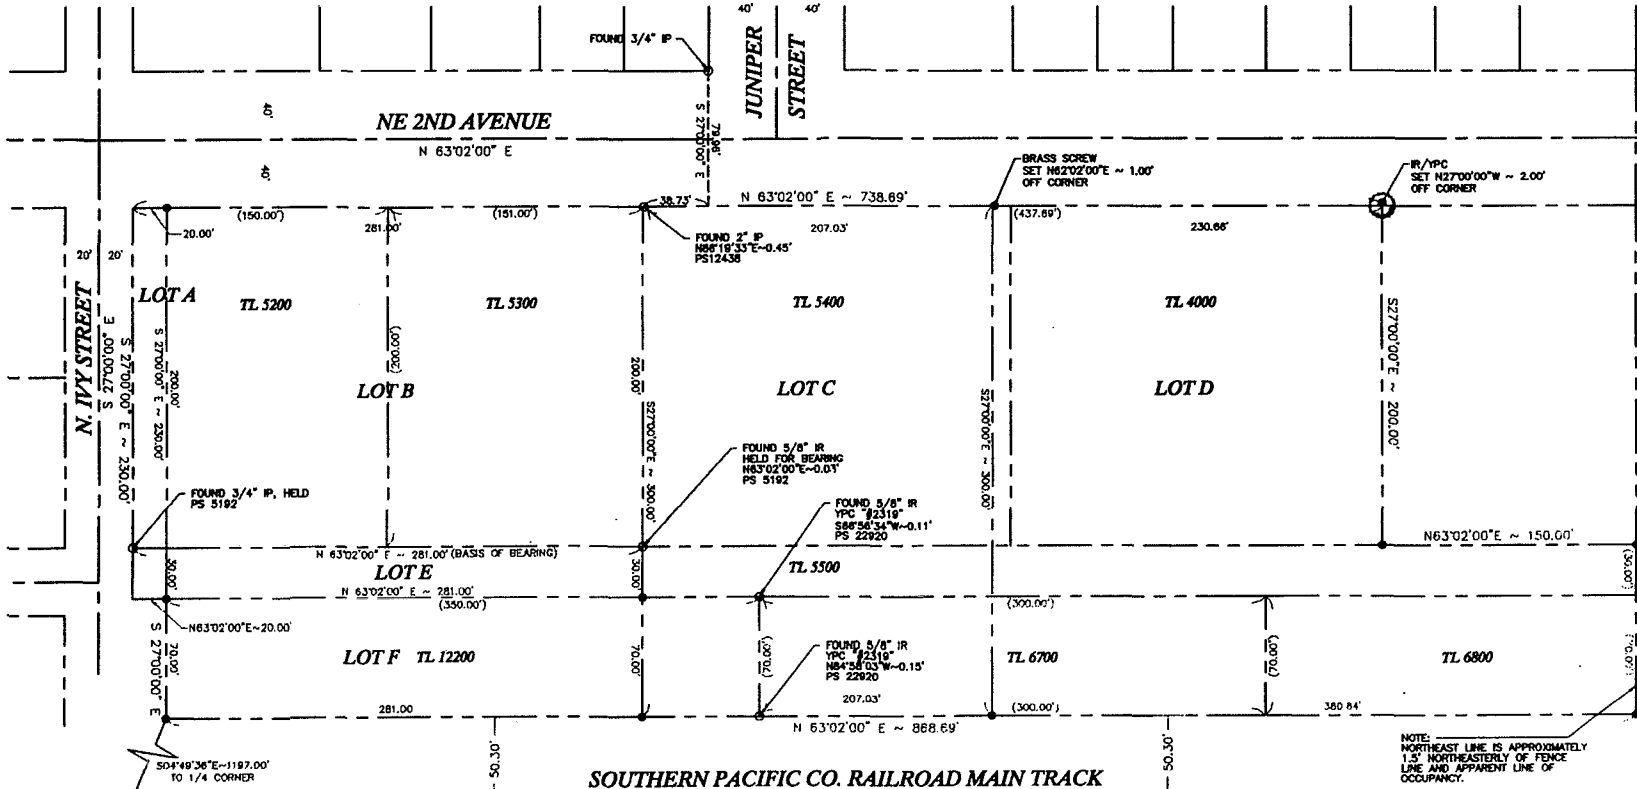 40'
40'
FOUND 3/4" IP
JUNIPER
STREET
40'
NE 2ND AVENUE
N 63°02'00" E
S 27°00'00" E
79.96'
40'
BRASS SCREW
SET N62°02'00"E ~ 1.00'
OFF CORNER
IR/YPC
SET N27°00'00"W ~ 2.00'
OFF CORNER
38.73'
N 63°02'00" E ~ 738.69'
(150.00')
(151.00')
(437.69')
20.00'
281.00'
207.03'
230.66'
FOUND 2" IP
N86°19'33"E~0.45'
PS12438
20'
20'
LOT A
TL 5200
TL 5300
TL 5400
TL 4000
N. IVY STREET
S 27°00'00" E
S 27°00'00" E ~ 230.00'
S 27°00'00" E ~ 230.00'
200.00'
(200.00')
200.00'
S27°00'00"E ~ 300.00'
S27°00'00"E ~ 300.00'
S27°00'00"E ~ 200.00'
LOT B
LOT C
LOT D
FOUND 5/8" IR
HELD FOR BEARING
N63°02'00"E~0.03'
PS 5192
FOUND 3/4" IP, HELD
PS 5192
FOUND 5/8" IR
YPC "#2319"
S66°56'34"W~0.11'
PS 22920
N63°02'00"E ~ 150.00'
N 63°02'00" E ~ 281.00' (BASIS OF BEARING)
30.00'
LOT E
30.00'
TL 5500
(30.00')
N 63°02'00" E ~ 281.00'
(350.00')
(300.00')
N63°02'00"E~20.00'
S 27°00'00" E
70.00'
LOT F
TL 12200
70.00'
(70.00')
FOUND 5/8" IR
YPC "#2319"
N84°58'03"W~0.15'
PS 22920
TL 6700
(70.00')
TL 6800
(70.00')
281.00
207.03'
(300.00')
380.84'
N 63°02'00" E ~ 868.69'
S04°49'36"E~1197.00'
TO 1/4 CORNER
50.30'
50.30'
SOUTHERN PACIFIC CO. RAILROAD MAIN TRACK
NOTE:
NORTHEAST LINE IS APPROXIMATELY
1.5' NORTHEASTERLY OF FENCE
LINE AND APPARENT LINE OF
OCCUPANCY.